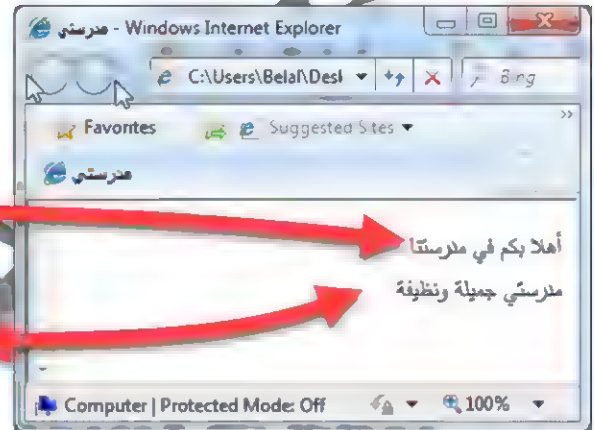 مدرستي - Windows Internet Explorer
C:\Users\Belal\Desl
Bing
Favorites Suggested Sites
مدرستي
أهلا بكم في مدرستنا
مدرستي جميلة ونظيفة
Computer | Protected Mode: Off 100%